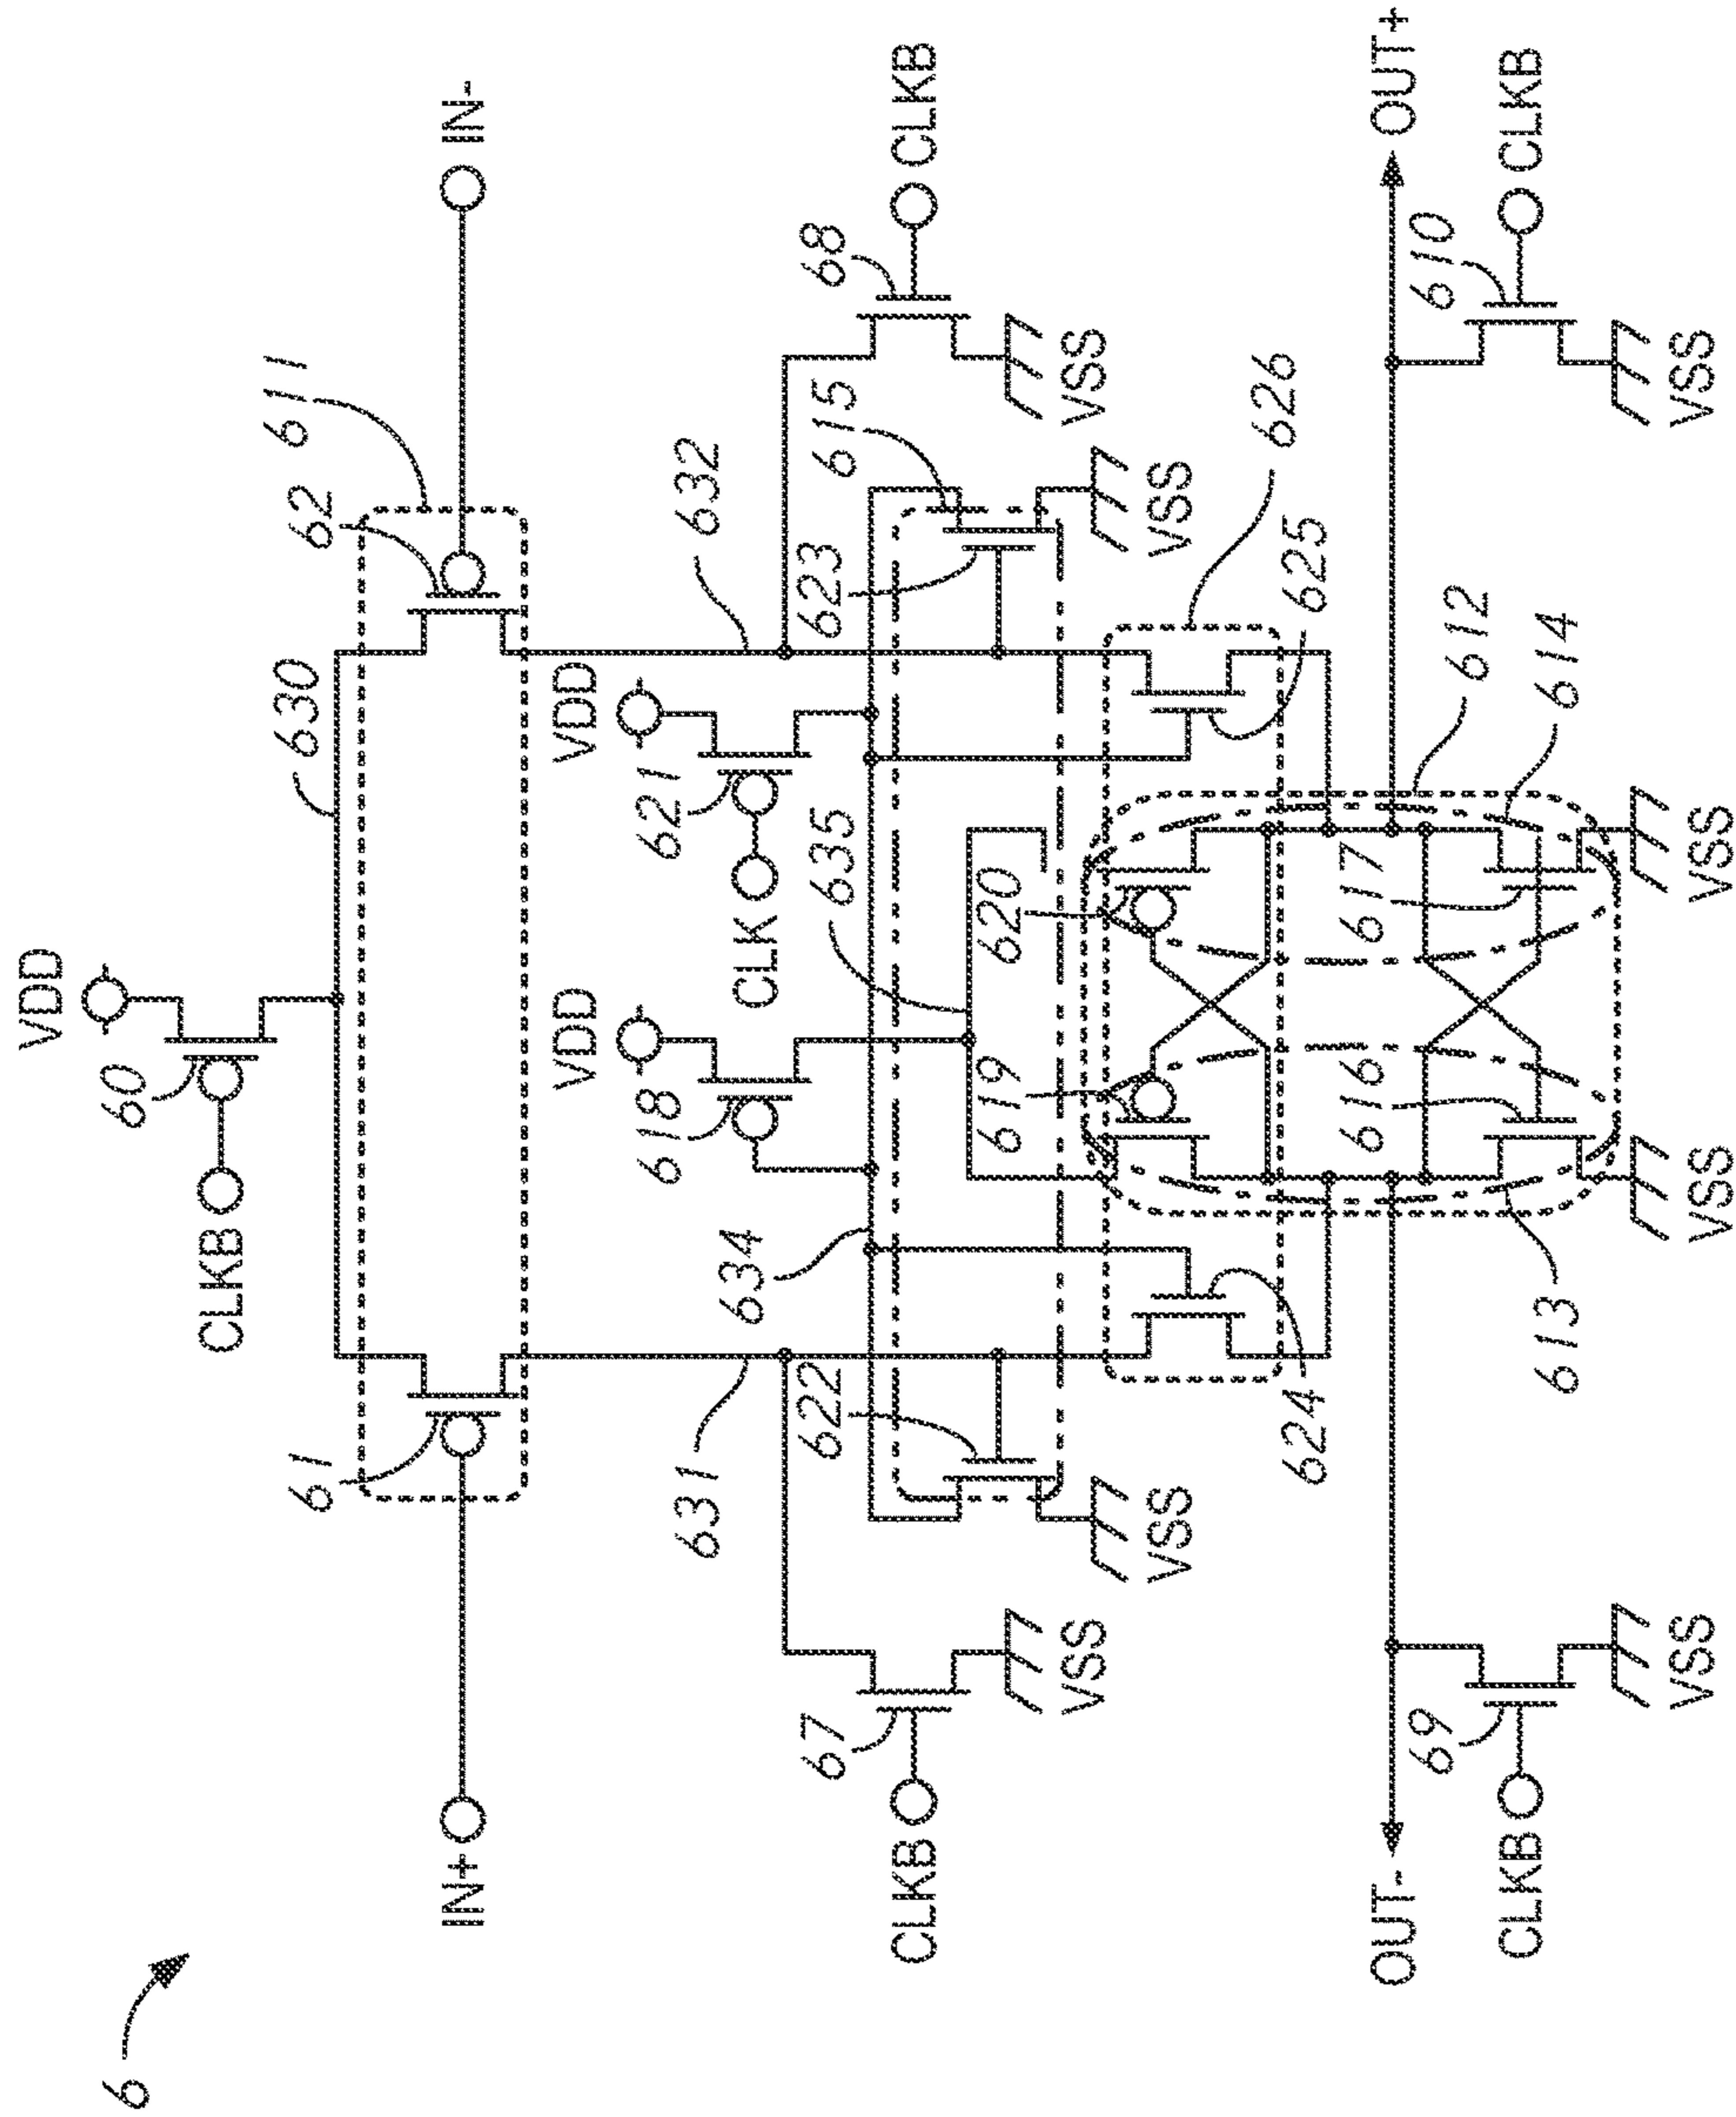 6
VDD
60
CLKB
630
611
61
62
IN+
IN-
631
632
VDD
VDD
618
621
CLK
634
635
67
68
CLKB
CLKB
VSS
VSS
622
623
615
VSS
VSS
619
620
624
625
626
616
617
612
613
614
OUT-
OUT+
69
610
CLKB
CLKB
VSS
VSS
VSS
VSS